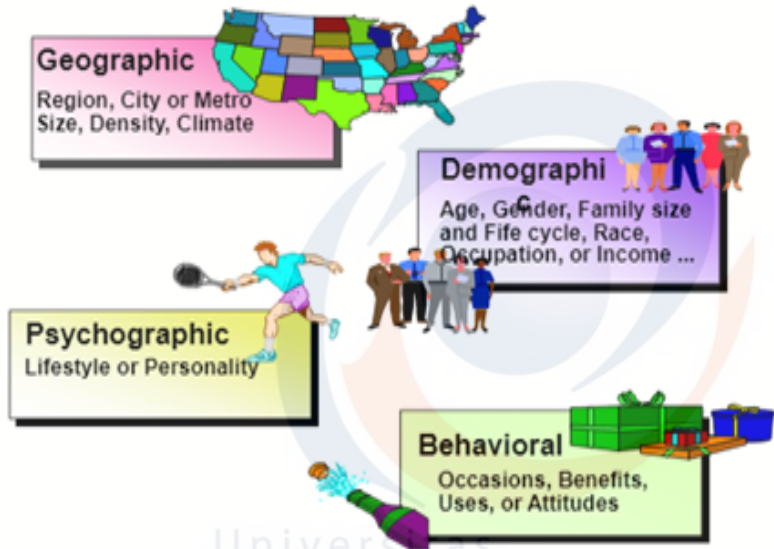 Geographic
Region, City or Metro
Size, Density, Climate
Demographi
c
Age, Gender, Family size
and Fife cycle, Race,
Occupation, or Income ...
Psychographic
Lifestyle or Personality
Behavioral
Occasions, Benefits,
Uses, or Attitudes
Universitas